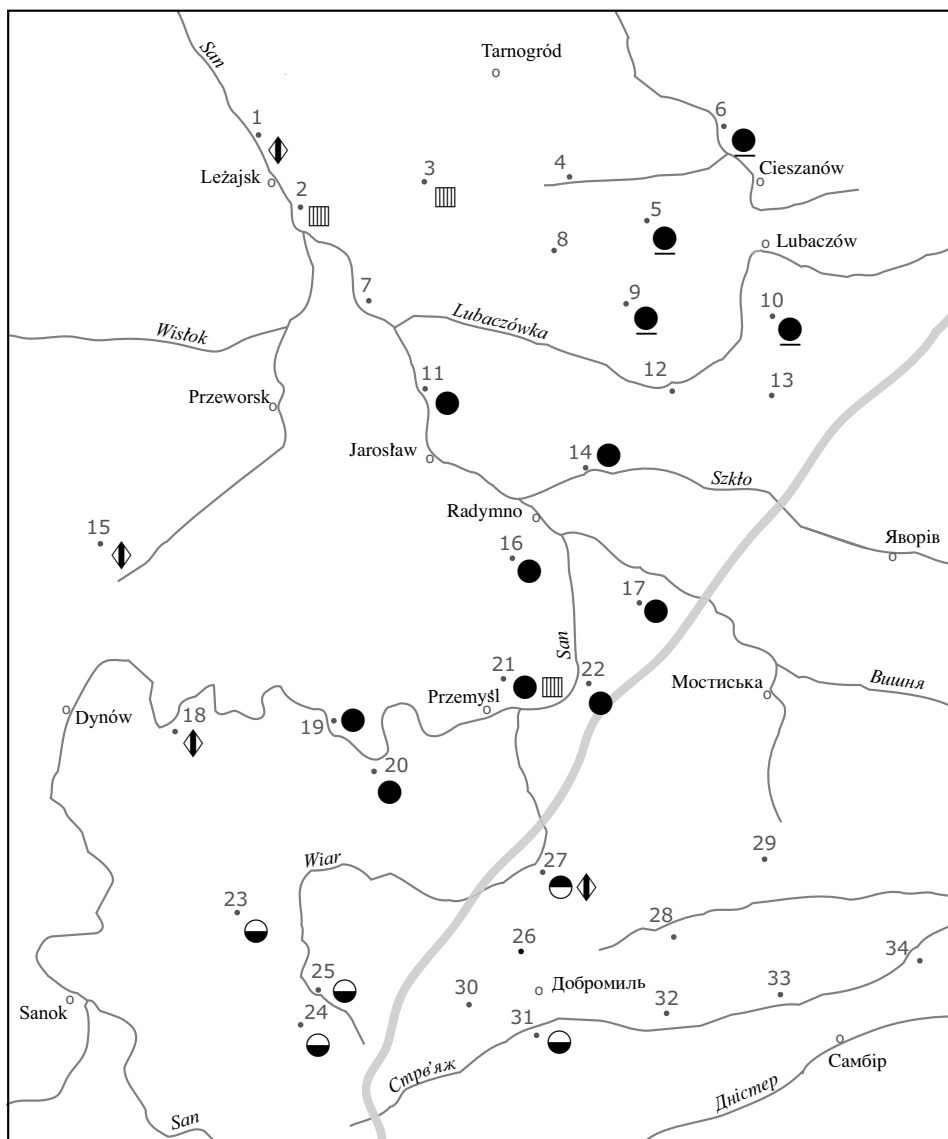 San
Tarnogród
1
6
Leżajsk
2
3
4
Cieszanów
5
8
Lubaczów
7
9
10
Wisłok
Lubaczówka
11
12
13
Przeworsk
Jarosław
14
Szkło
Radymno
15
16
Яворів
17
San
21
22
Przemyśl
Мостиська
Вишня
Dynów
18
19
20
Wiar
27
29
23
28
26
34
25
Sanok
Добромиль
33
24
30
31
32
Стрв'яж
Самбір
Дністер
San